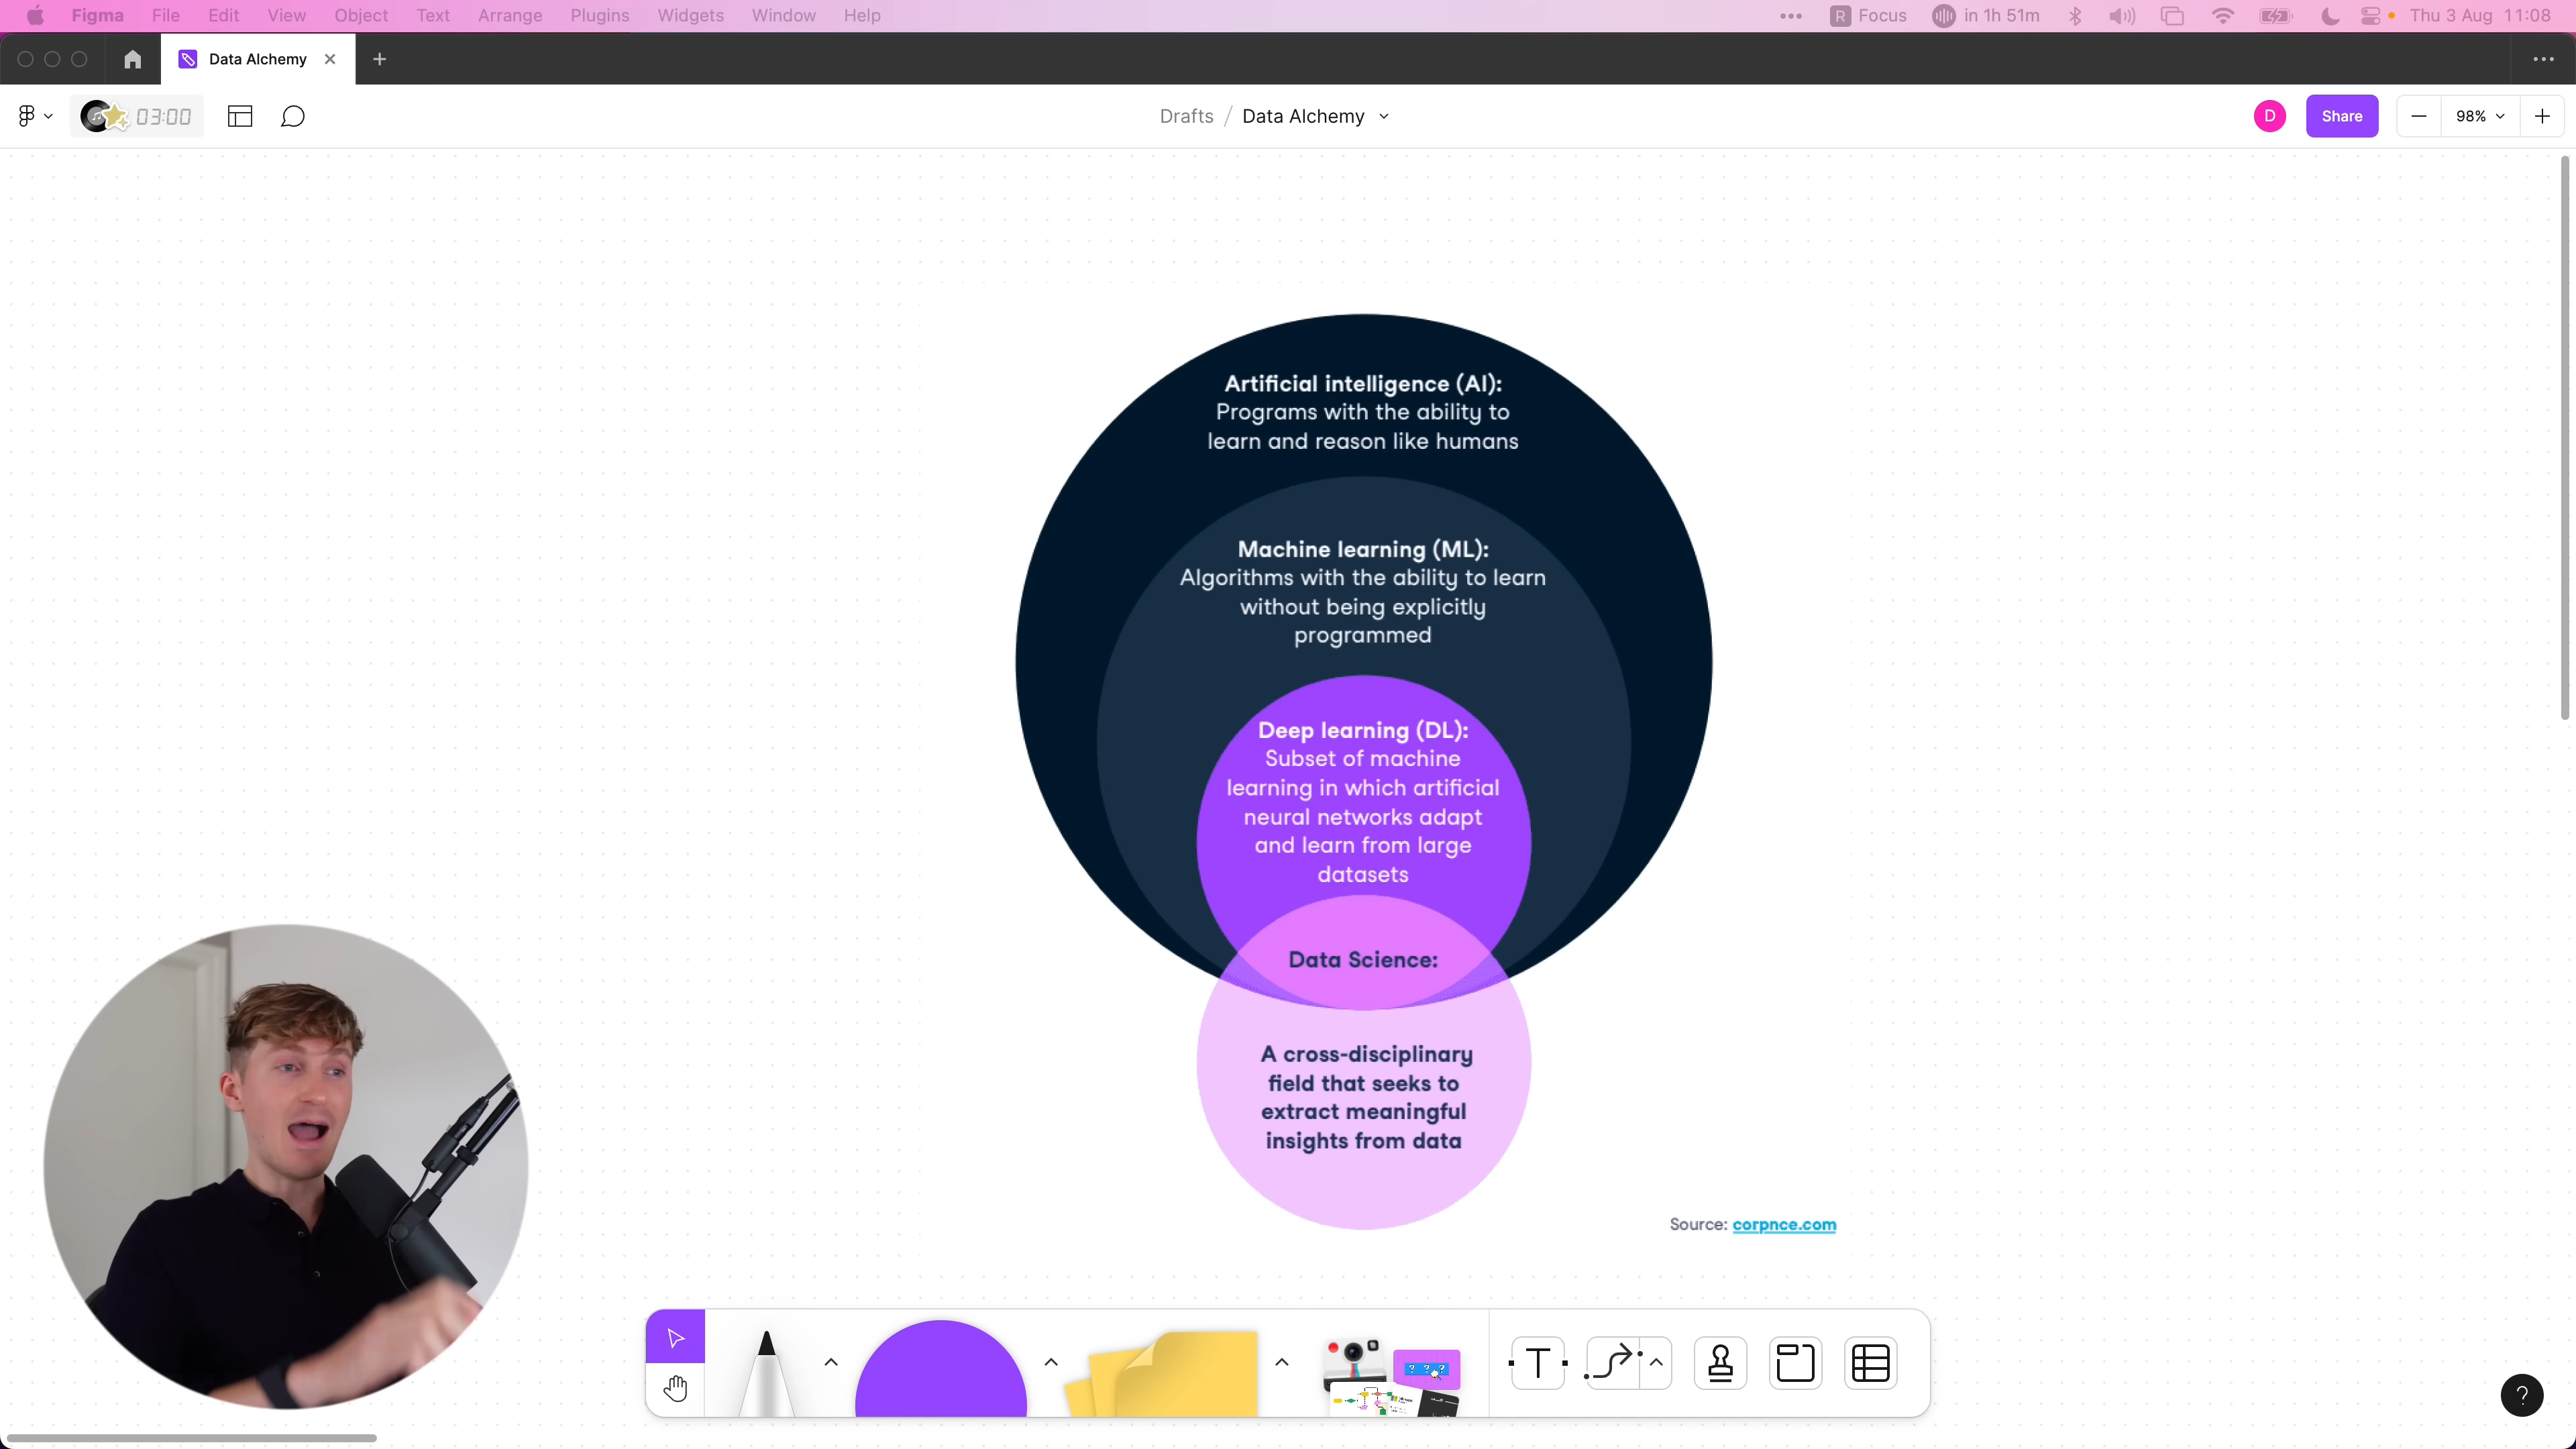 Figma File Edit View Object Text Arrange Plugins Widgets Window Help
R Focus in 1h 51m Thu 3 Aug 11:08
Data Alchemy
03:00
Drafts / Data Alchemy
D
Share
98%
Artificial intelligence (AI):
Programs with the ability to
learn and reason like humans
Machine learning (ML):
Algorithms with the ability to learn
without being explicitly
programmed
Deep learning (DL):
Subset of machine
learning in which artificial
neural networks adapt
and learn from large
datasets
Data Science:
A cross-disciplinary
field that seeks to
extract meaningful
insights from data
Source: corpnce.com
T
? ? ?
?